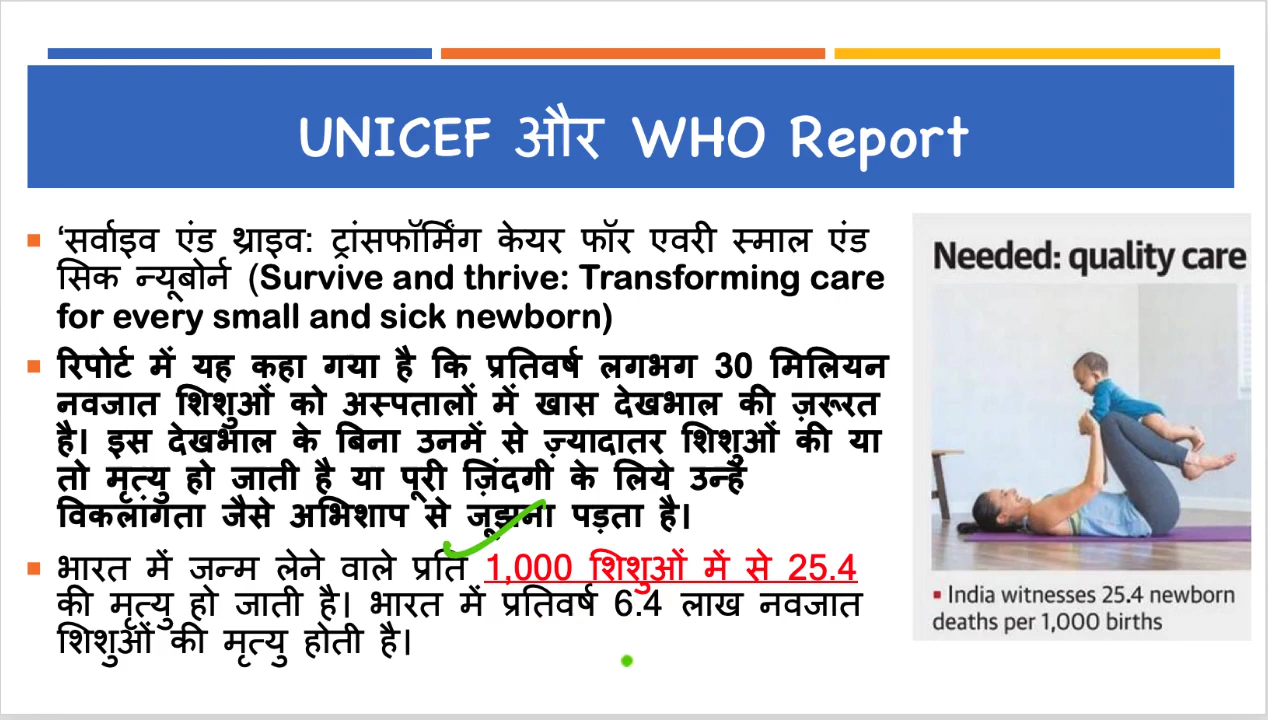 UNICEF और WHO Report
‘सर्वाइव एंड थ्राइव: ट्रांसफॉर्मिंग केयर फॉर एवरी स्माल एंड
सिक न्यूबोर्न (Survive and thrive: Transforming care
for every small and sick newborn)
रिपोर्ट में यह कहा गया है कि प्रतिवर्ष लगभग 30 मिलियन
नवजात शिशुओं को अस्पतालों में खास देखभाल की ज़रूरत
है। इस देखभाल के बिना उनमें से ज़्यादातर शिशुओं की या
तो मृत्यु हो जाती है या पूरी ज़िंदगी के लिये उन्हें
विकलांगता जैसे अभिशाप से जूझना पड़ता है।
भारत में जन्म लेने वाले प्रति 1,000 शिशुओं में से 25.4
की मृत्यु हो जाती है। भारत में प्रतिवर्ष 6.4 लाख नवजात
शिशुओं की मृत्यु होती है।
Needed: quality care
India witnesses 25.4 newborn
deaths per 1,000 births